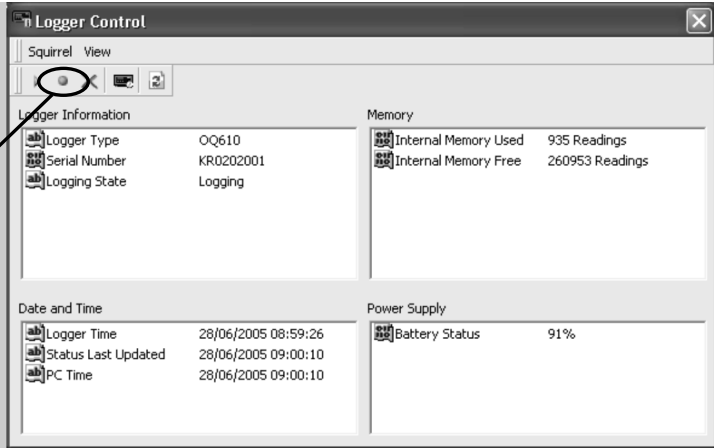 Logger Control
Squirrel View
Logger Information
Logger Type OQ610
Serial Number KR0202001
Logging State Logging
Memory
Internal Memory Used 935 Readings
Internal Memory Free 260953 Readings
Date and Time
Logger Time 28/06/2005 08:59:26
Status Last Updated 28/06/2005 09:00:10
PC Time 28/06/2005 09:00:10
Power Supply
Battery Status 91%